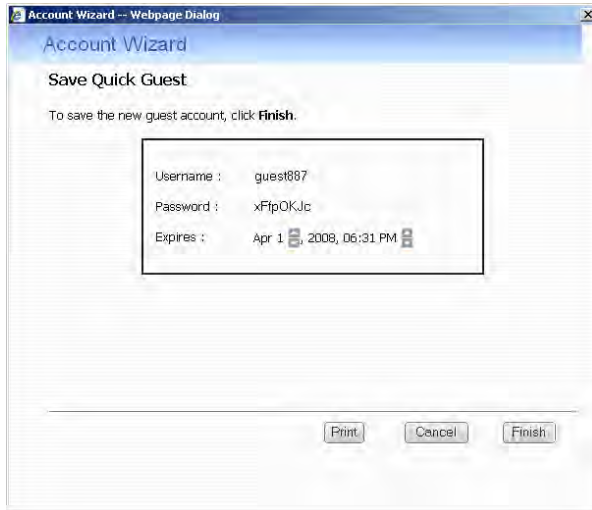 Account Wizard -- Webpage Dialog
Account Wizard
Save Quick Guest
To save the new guest account, click Finish.
Username : guest887
Password : xFfpOKJc
Expires : Apr 1, 2008, 06:31 PM
Print Cancel Finish